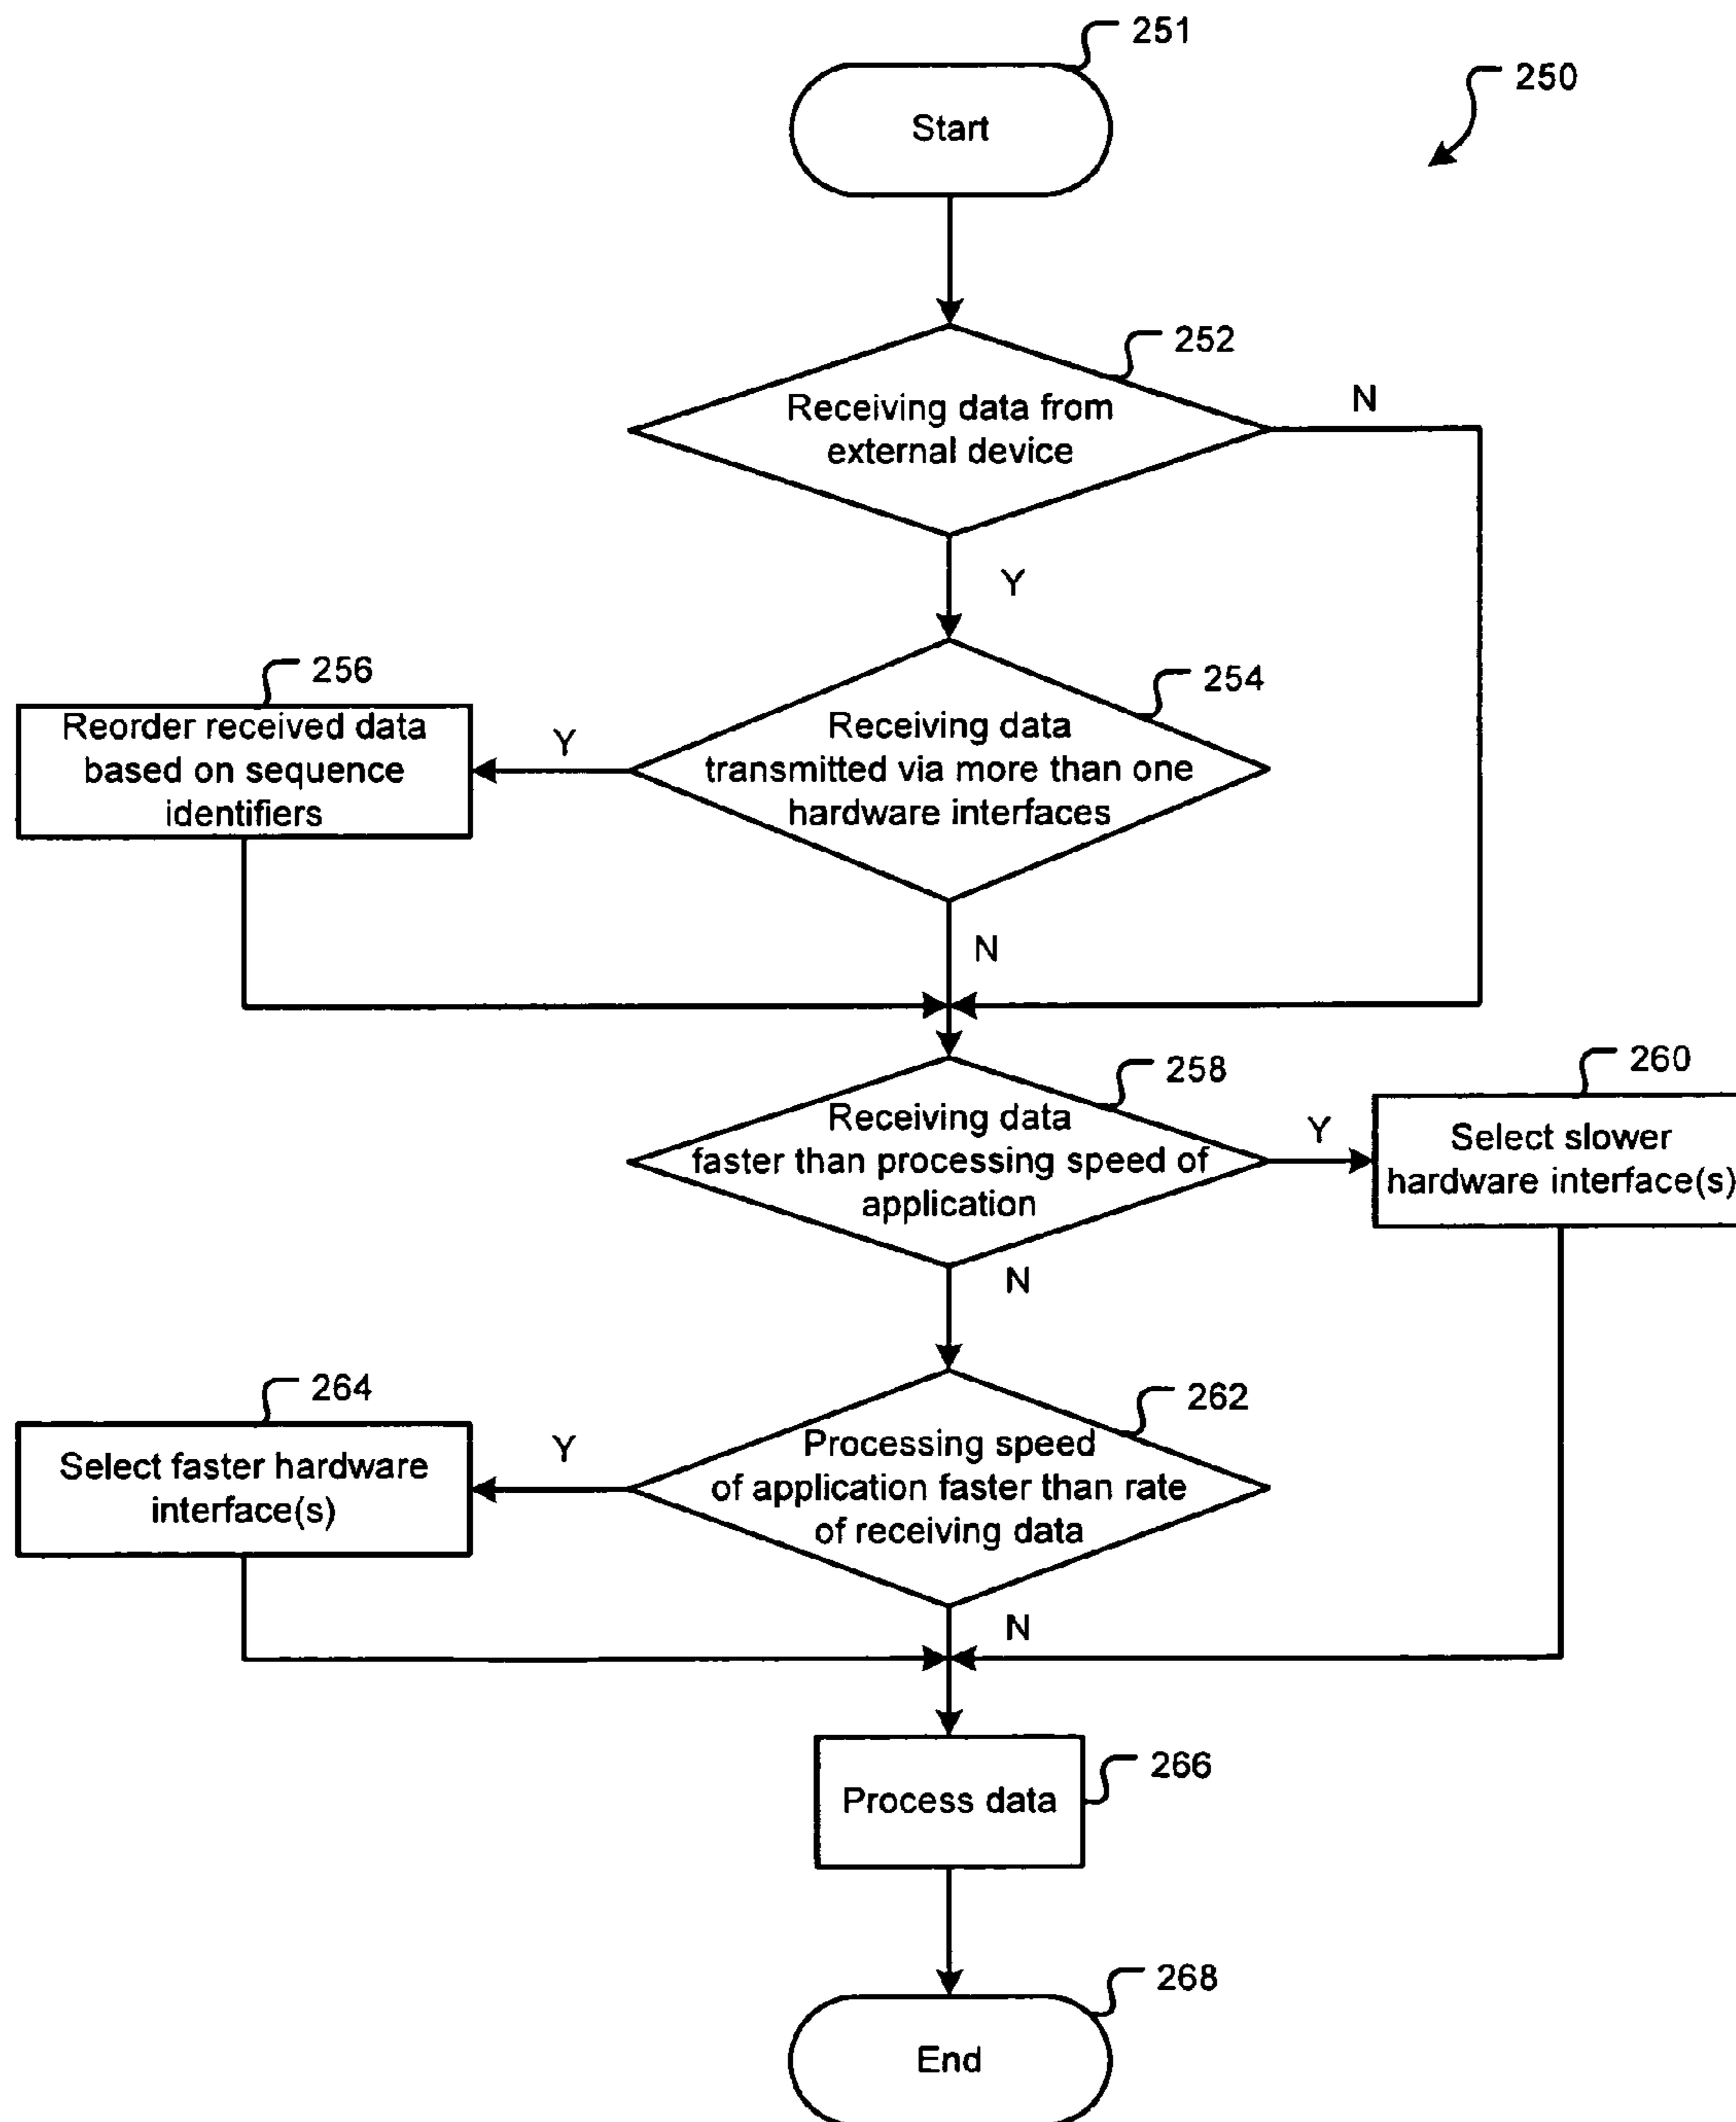 251
250
Start
252
Receiving data from
external device
N
Y
256
254
Reorder received data
based on sequence
identifiers
Y
Receiving data
transmitted via more than one
hardware interfaces
N
258
260
Receiving data
faster than processing speed of
application
Y
Select slower
hardware interface(s)
N
264
262
Select faster hardware
interface(s)
Y
Processing speed
of application faster than rate
of receiving data
N
266
Process data
268
End